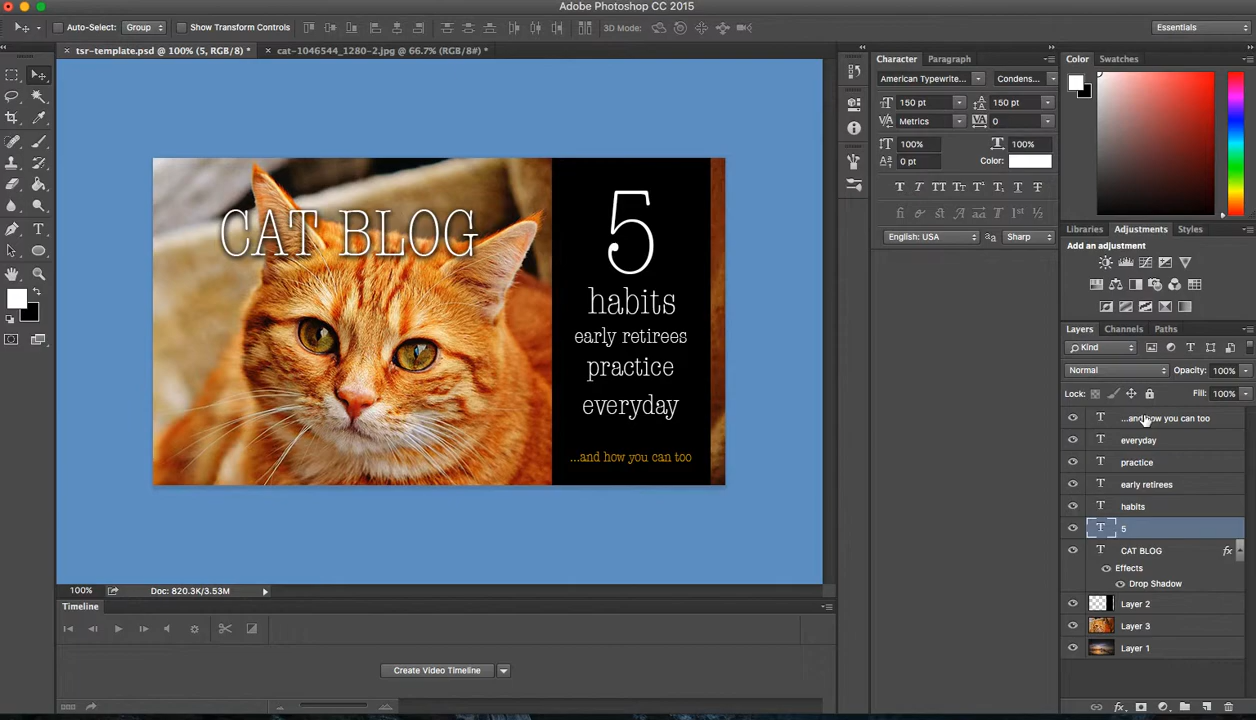 Adobe Photoshop CC 2015
Auto-Select: Group Show Transform Controls 3D Mode: Essentials
tsr-template.psd @ 100% (5, RGB/8) * cat-1046544_1280-2.jpg @ 66.7% (RGB/8#) *
CAT BLOG
5
habits
early retirees
practice
everyday
...and how you can too
100% Doc: 820.3K/3.53M
Timeline
Create Video Timeline
Character Paragraph
American Typewrite... Condens...
150 pt 150 pt
Metrics 0
100% 100%
0 pt Color:
English: USA Sharp
Color Swatches
Libraries Adjustments Styles
Add an adjustment
Layers Channels Paths
Kind
Normal Opacity: 100%
Lock: Fill: 100%
...and how you can too
everyday
practice
early retirees
habits
5
CAT BLOG fx
Effects
Drop Shadow
Layer 2
Layer 3
Layer 1